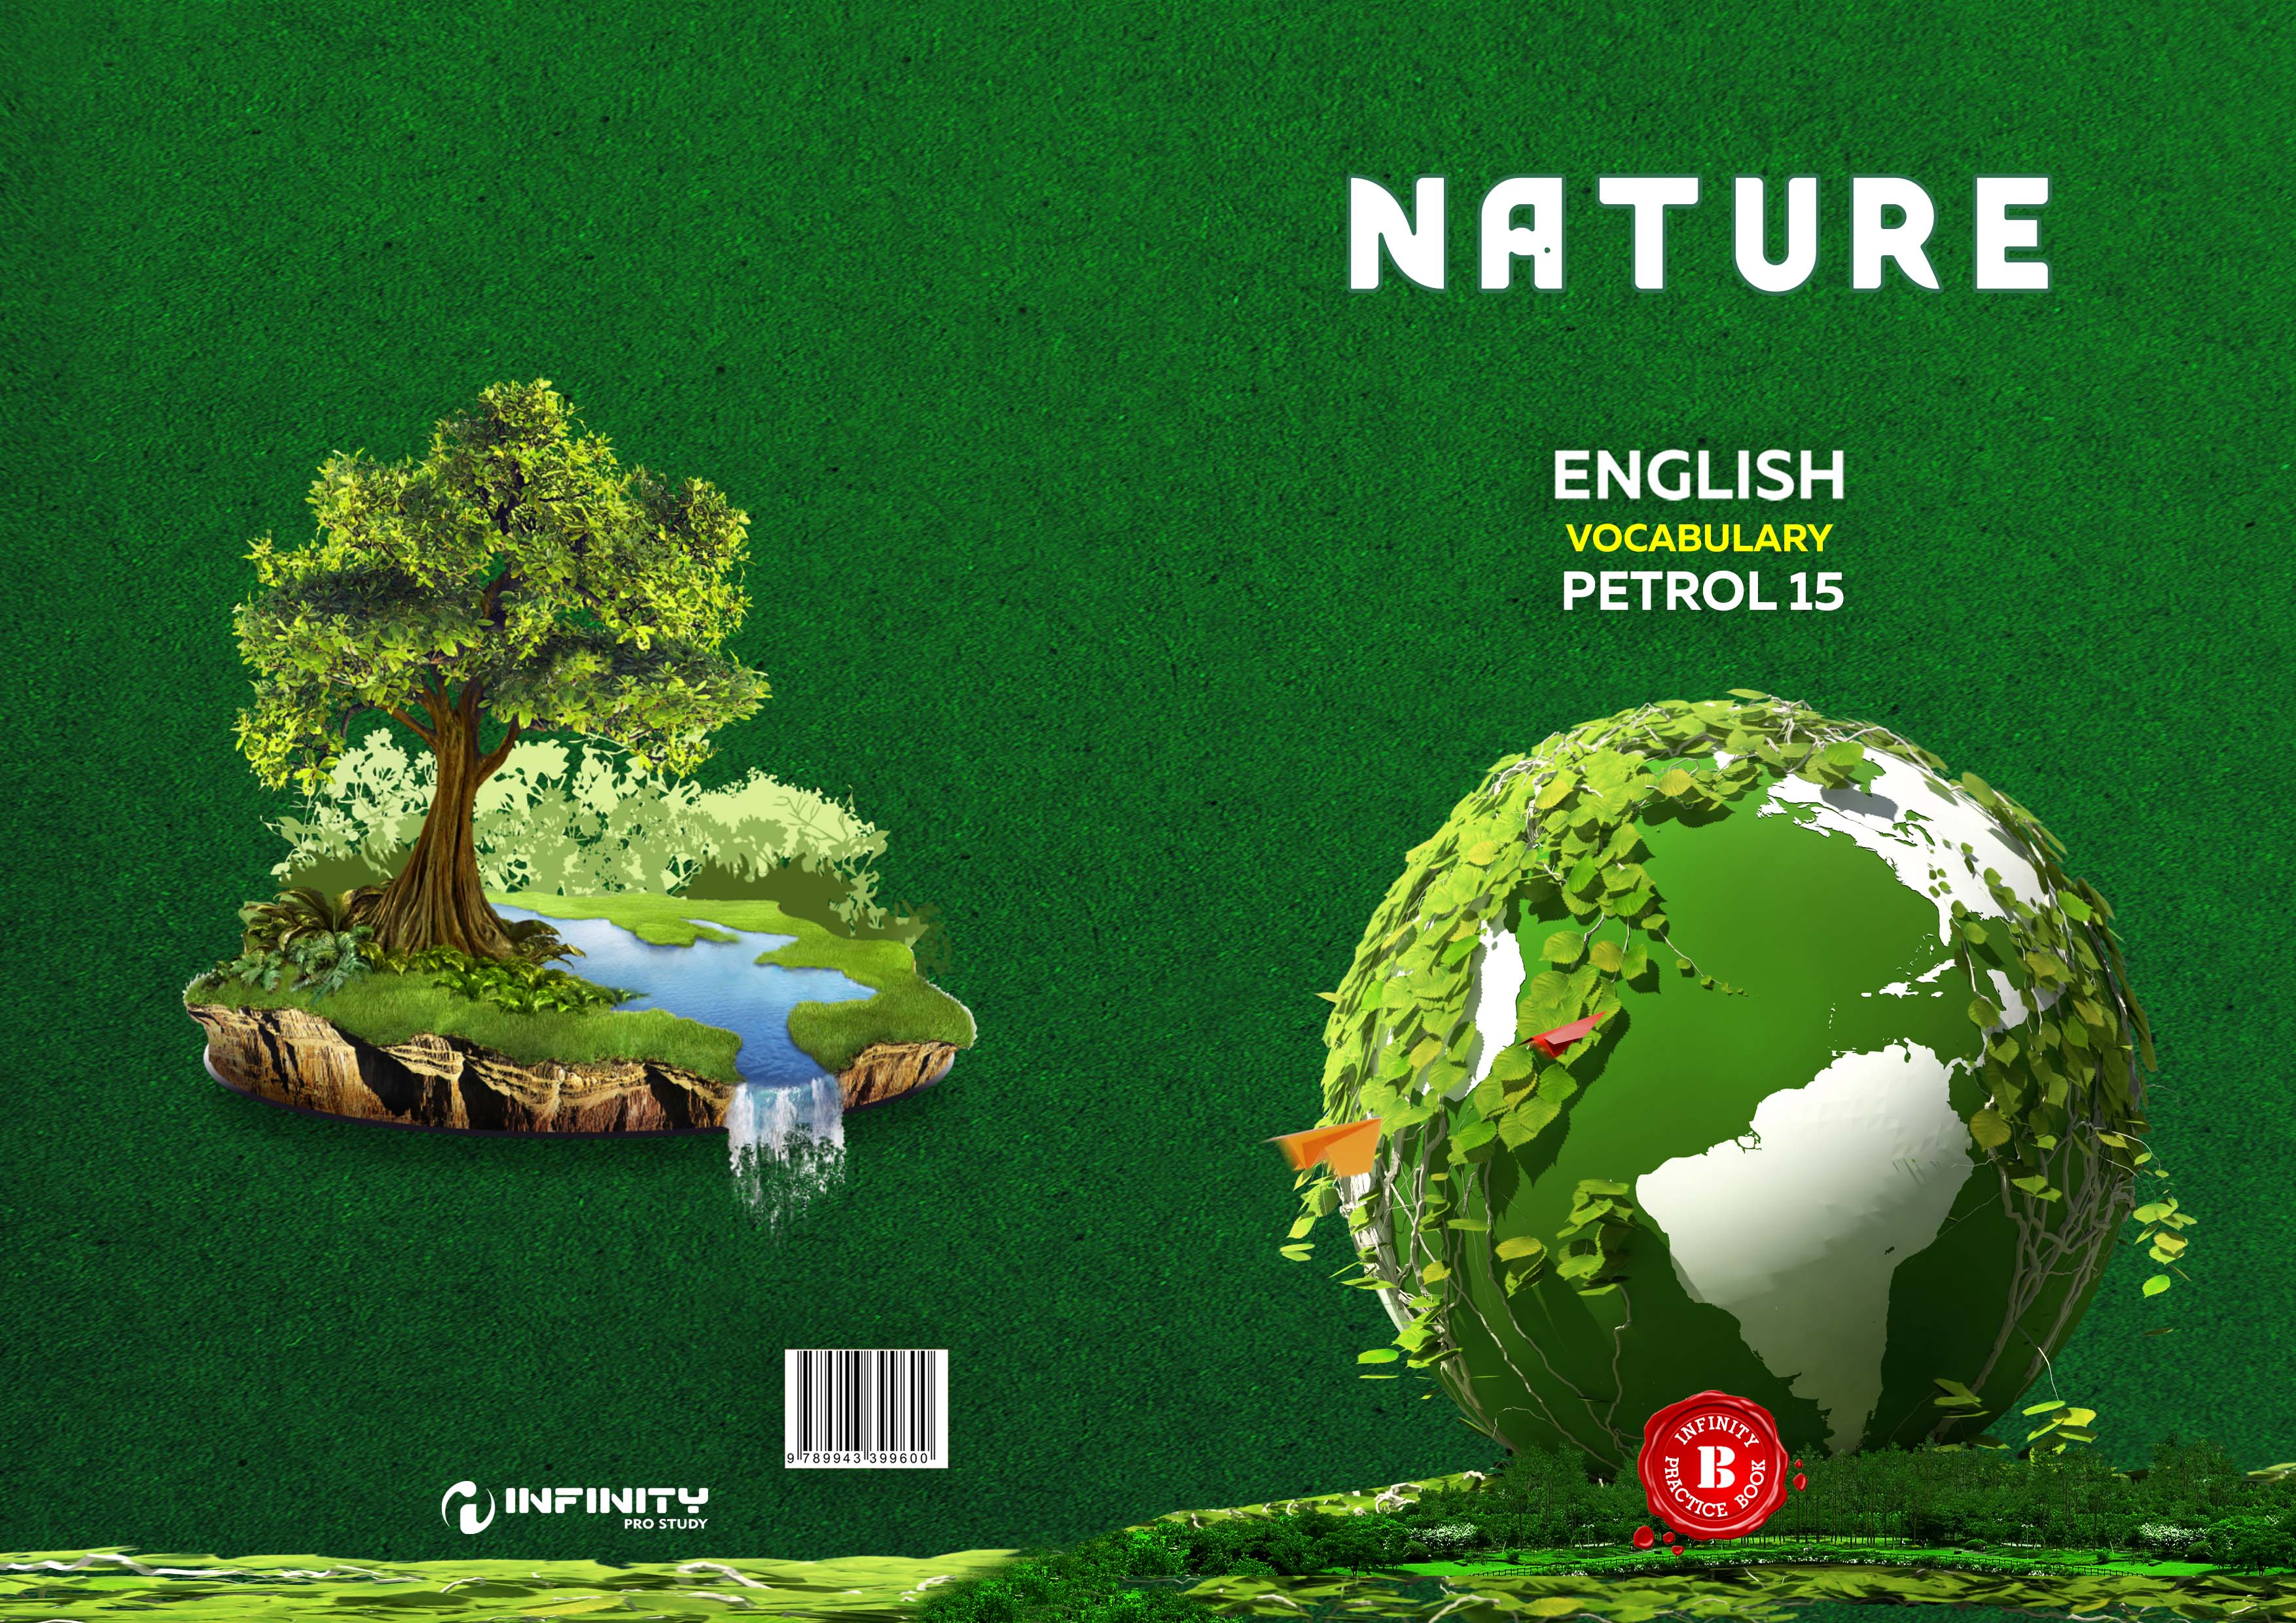 NATURE
ENGLISH
VOCABULARY
PETROL 15
9 789943 399600
INFINITY
PRO STUDY
INFINITY
B
PRACTICE BOOK